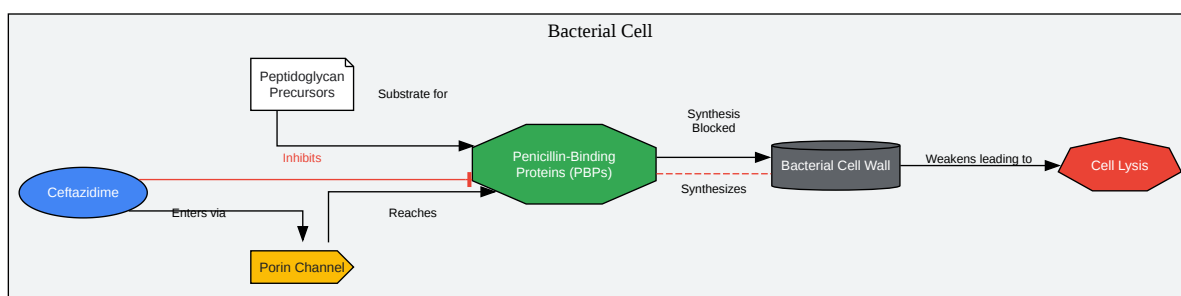 Bacterial Cell
Peptidoglycan
Precursors
Substrate for
Synthesis
Blocked
Inhibits
Penicillin-Binding
Proteins (PBPs)
Bacterial Cell Wall
Weakens leading to
Cell Lysis
Ceftazidime
Synthesizes
Enters via
Reaches
Porin Channel